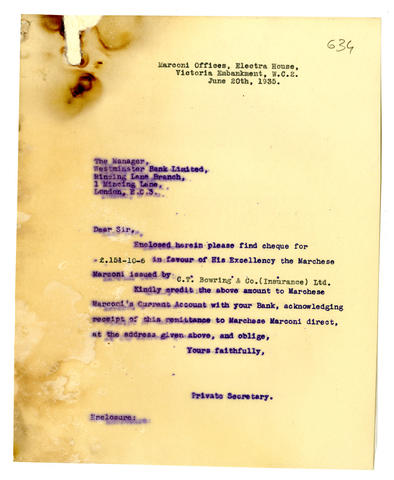 634
Marconi Offices, Electra House,
Victoria Embankment, W.C.2.
June 20th, 1935.
The Manager,
Westminster Bank Limited,
Mincing Lane Branch,
1 Mincing Lane,
London, E.C.3.
Dear Sir,
Enclosed herein please find cheque for
£.151-10-6 in favour of His Excellency the Marchese
Marconi issued by C.T. Bowring & Co.(Insurance) Ltd.
Kindly credit the above amount to Marchese
Marconi's Current Account with your Bank, acknowledging
receipt of this remittance to Marchese Marconi direct,
at the address given above, and oblige,
Yours faithfully,
Private Secretary.
Enclosure: